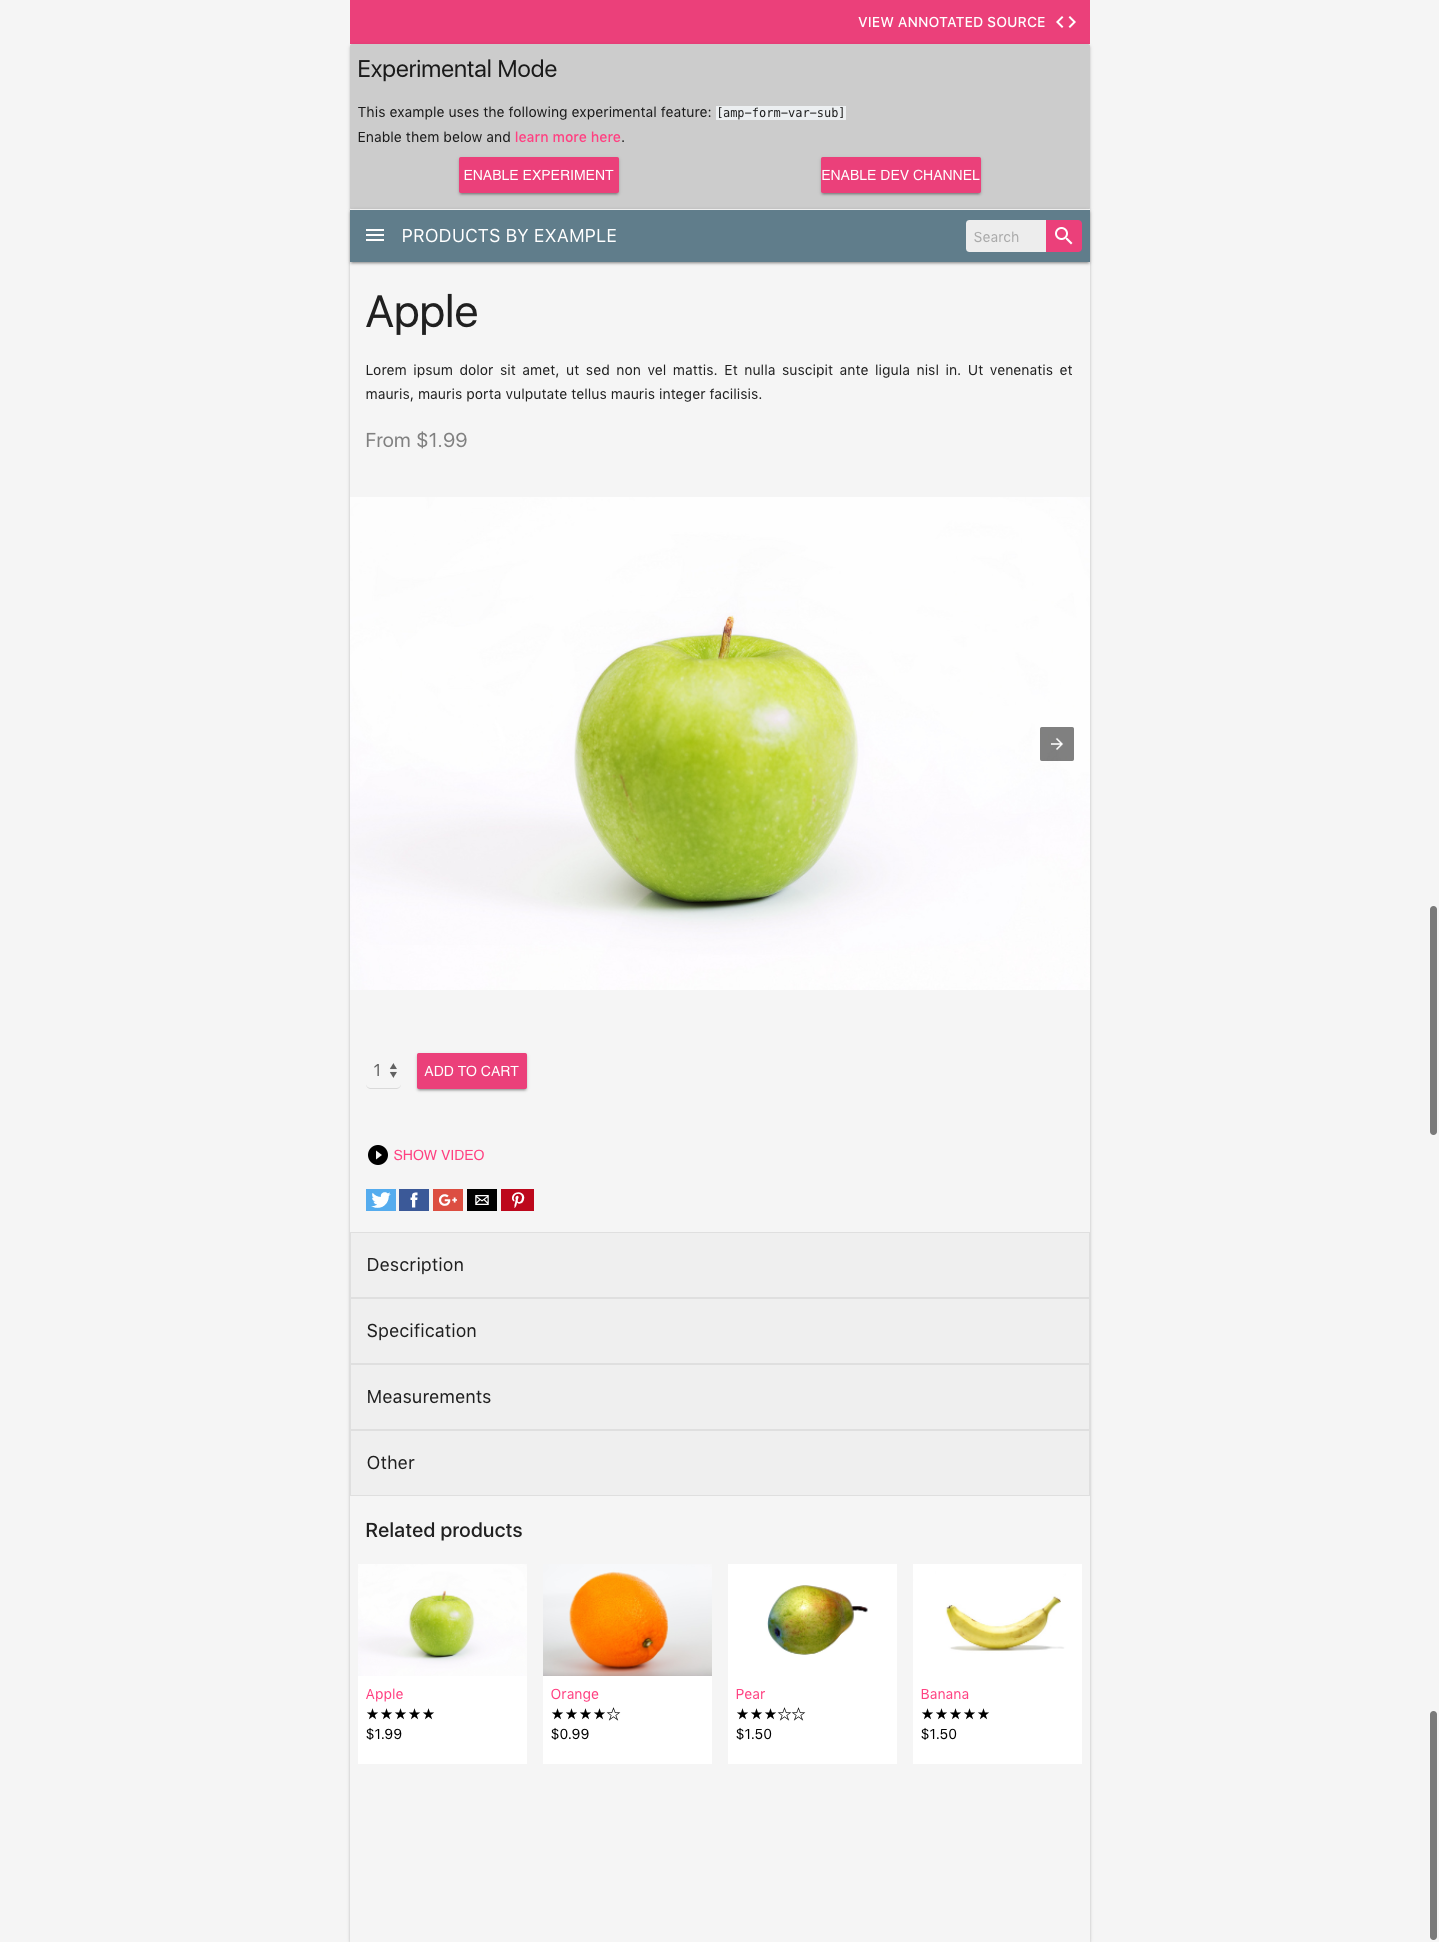 VIEW ANNOTATED SOURCE
Experimental Mode
This example uses the following experimental feature: [amp-form-var-sub]
Enable them below and learn more here.
ENABLE EXPERIMENT
ENABLE DEV CHANNEL
PRODUCTS BY EXAMPLE
Search
Apple
Lorem ipsum dolor sit amet, ut sed non vel mattis. Et nulla suscipit ante ligula nisl in. Ut venenatis et
mauris, mauris porta vulputate tellus mauris integer facilisis.
From $1.99
1
ADD TO CART
SHOW VIDEO
Description
Specification
Measurements
Other
Related products
Apple
★★★★★
$1.99
Orange
★★★★☆
$0.99
Pear
★★★☆☆
$1.50
Banana
★★★★★
$1.50